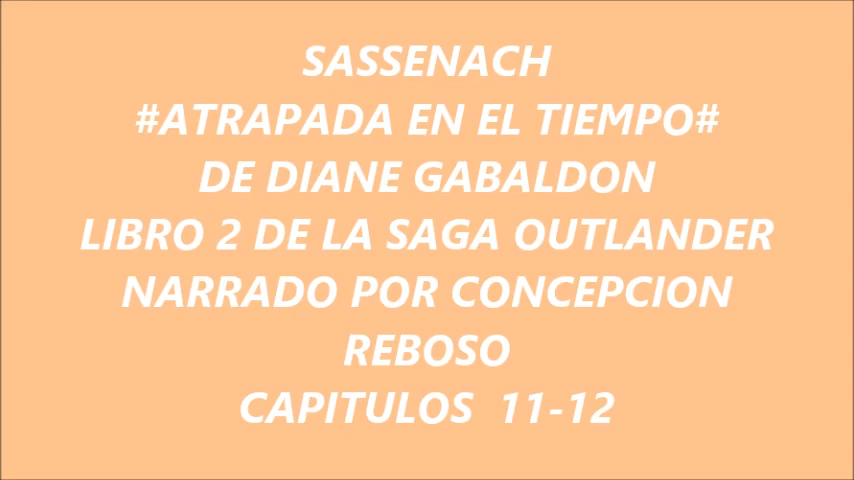 SASSENACH
#ATRAPADA EN EL TIEMPO#
DE DIANE GABALDON
LIBRO 2 DE LA SAGA OUTLANDER
NARRADO POR CONCEPCION
REBOSO
CAPITULOS  11-12